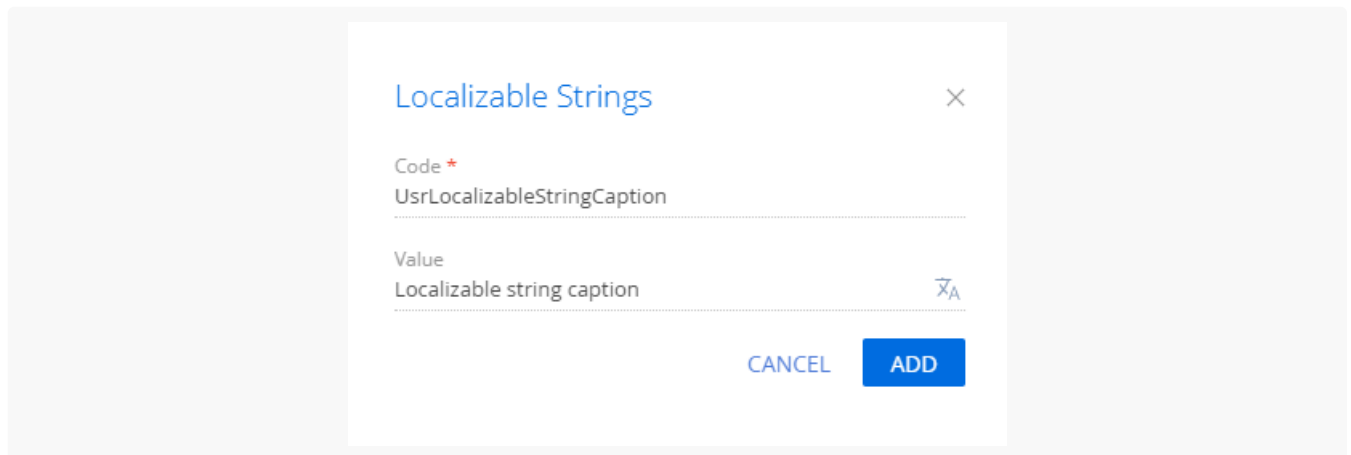 Localizable Strings
Code *
UsrLocalizableStringCaption
Value
Localizable string caption
CANCEL ADD